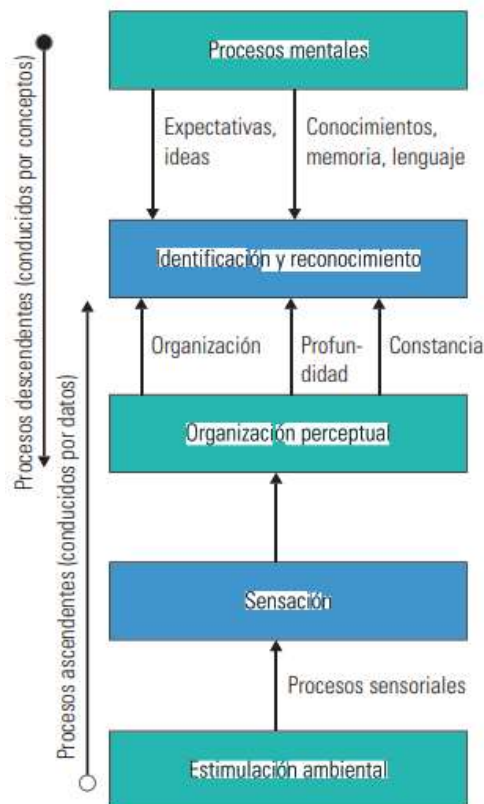 Procesos mentales
Expectativas,
ideas
Conocimientos,
memoria, lenguaje
Identificación y reconocimiento
Organización
Profun-
didad
Constancia
Organización perceptual
Sensación
Procesos sensoriales
Estimulación ambiental
Procesos descendentes (conducidos por conceptos)
Procesos ascendentes (conducidos por datos)